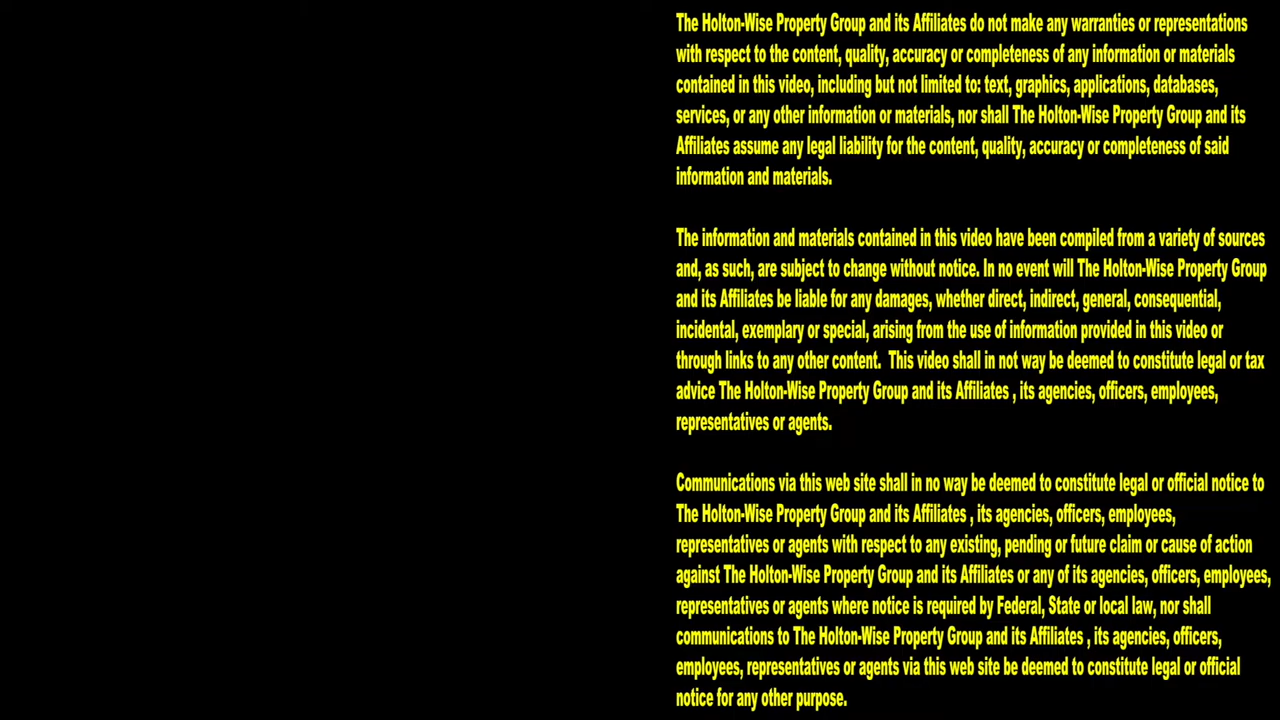 The Holton-Wise Property Group and its Affiliates do not make any warranties or representations
with respect to the content, quality, accuracy or completeness of any information or materials
contained in this video, including but not limited to: text, graphics, applications, databases,
services, or any other information or materials, nor shall The Holton-Wise Property Group and its
Affiliates assume any legal liability for the content, quality, accuracy or completeness of said
information and materials.
The information and materials contained in this video have been compiled from a variety of sources
and, as such, are subject to change without notice. In no event will The Holton-Wise Property Group
and its Affiliates be liable for any damages, whether direct, indirect, general, consequential,
incidental, exemplary or special, arising from the use of information provided in this video or
through links to any other content.  This video shall in not way be deemed to constitute legal or tax
advice The Holton-Wise Property Group and its Affiliates , its agencies, officers, employees,
representatives or agents.
Communications via this web site shall in no way be deemed to constitute legal or official notice to
The Holton-Wise Property Group and its Affiliates , its agencies, officers, employees,
representatives or agents with respect to any existing, pending or future claim or cause of action
against The Holton-Wise Property Group and its Affiliates or any of its agencies, officers, employees,
representatives or agents where notice is required by Federal, State or local law, nor shall
communications to The Holton-Wise Property Group and its Affiliates , its agencies, officers,
employees, representatives or agents via this web site be deemed to constitute legal or official
notice for any other purpose.